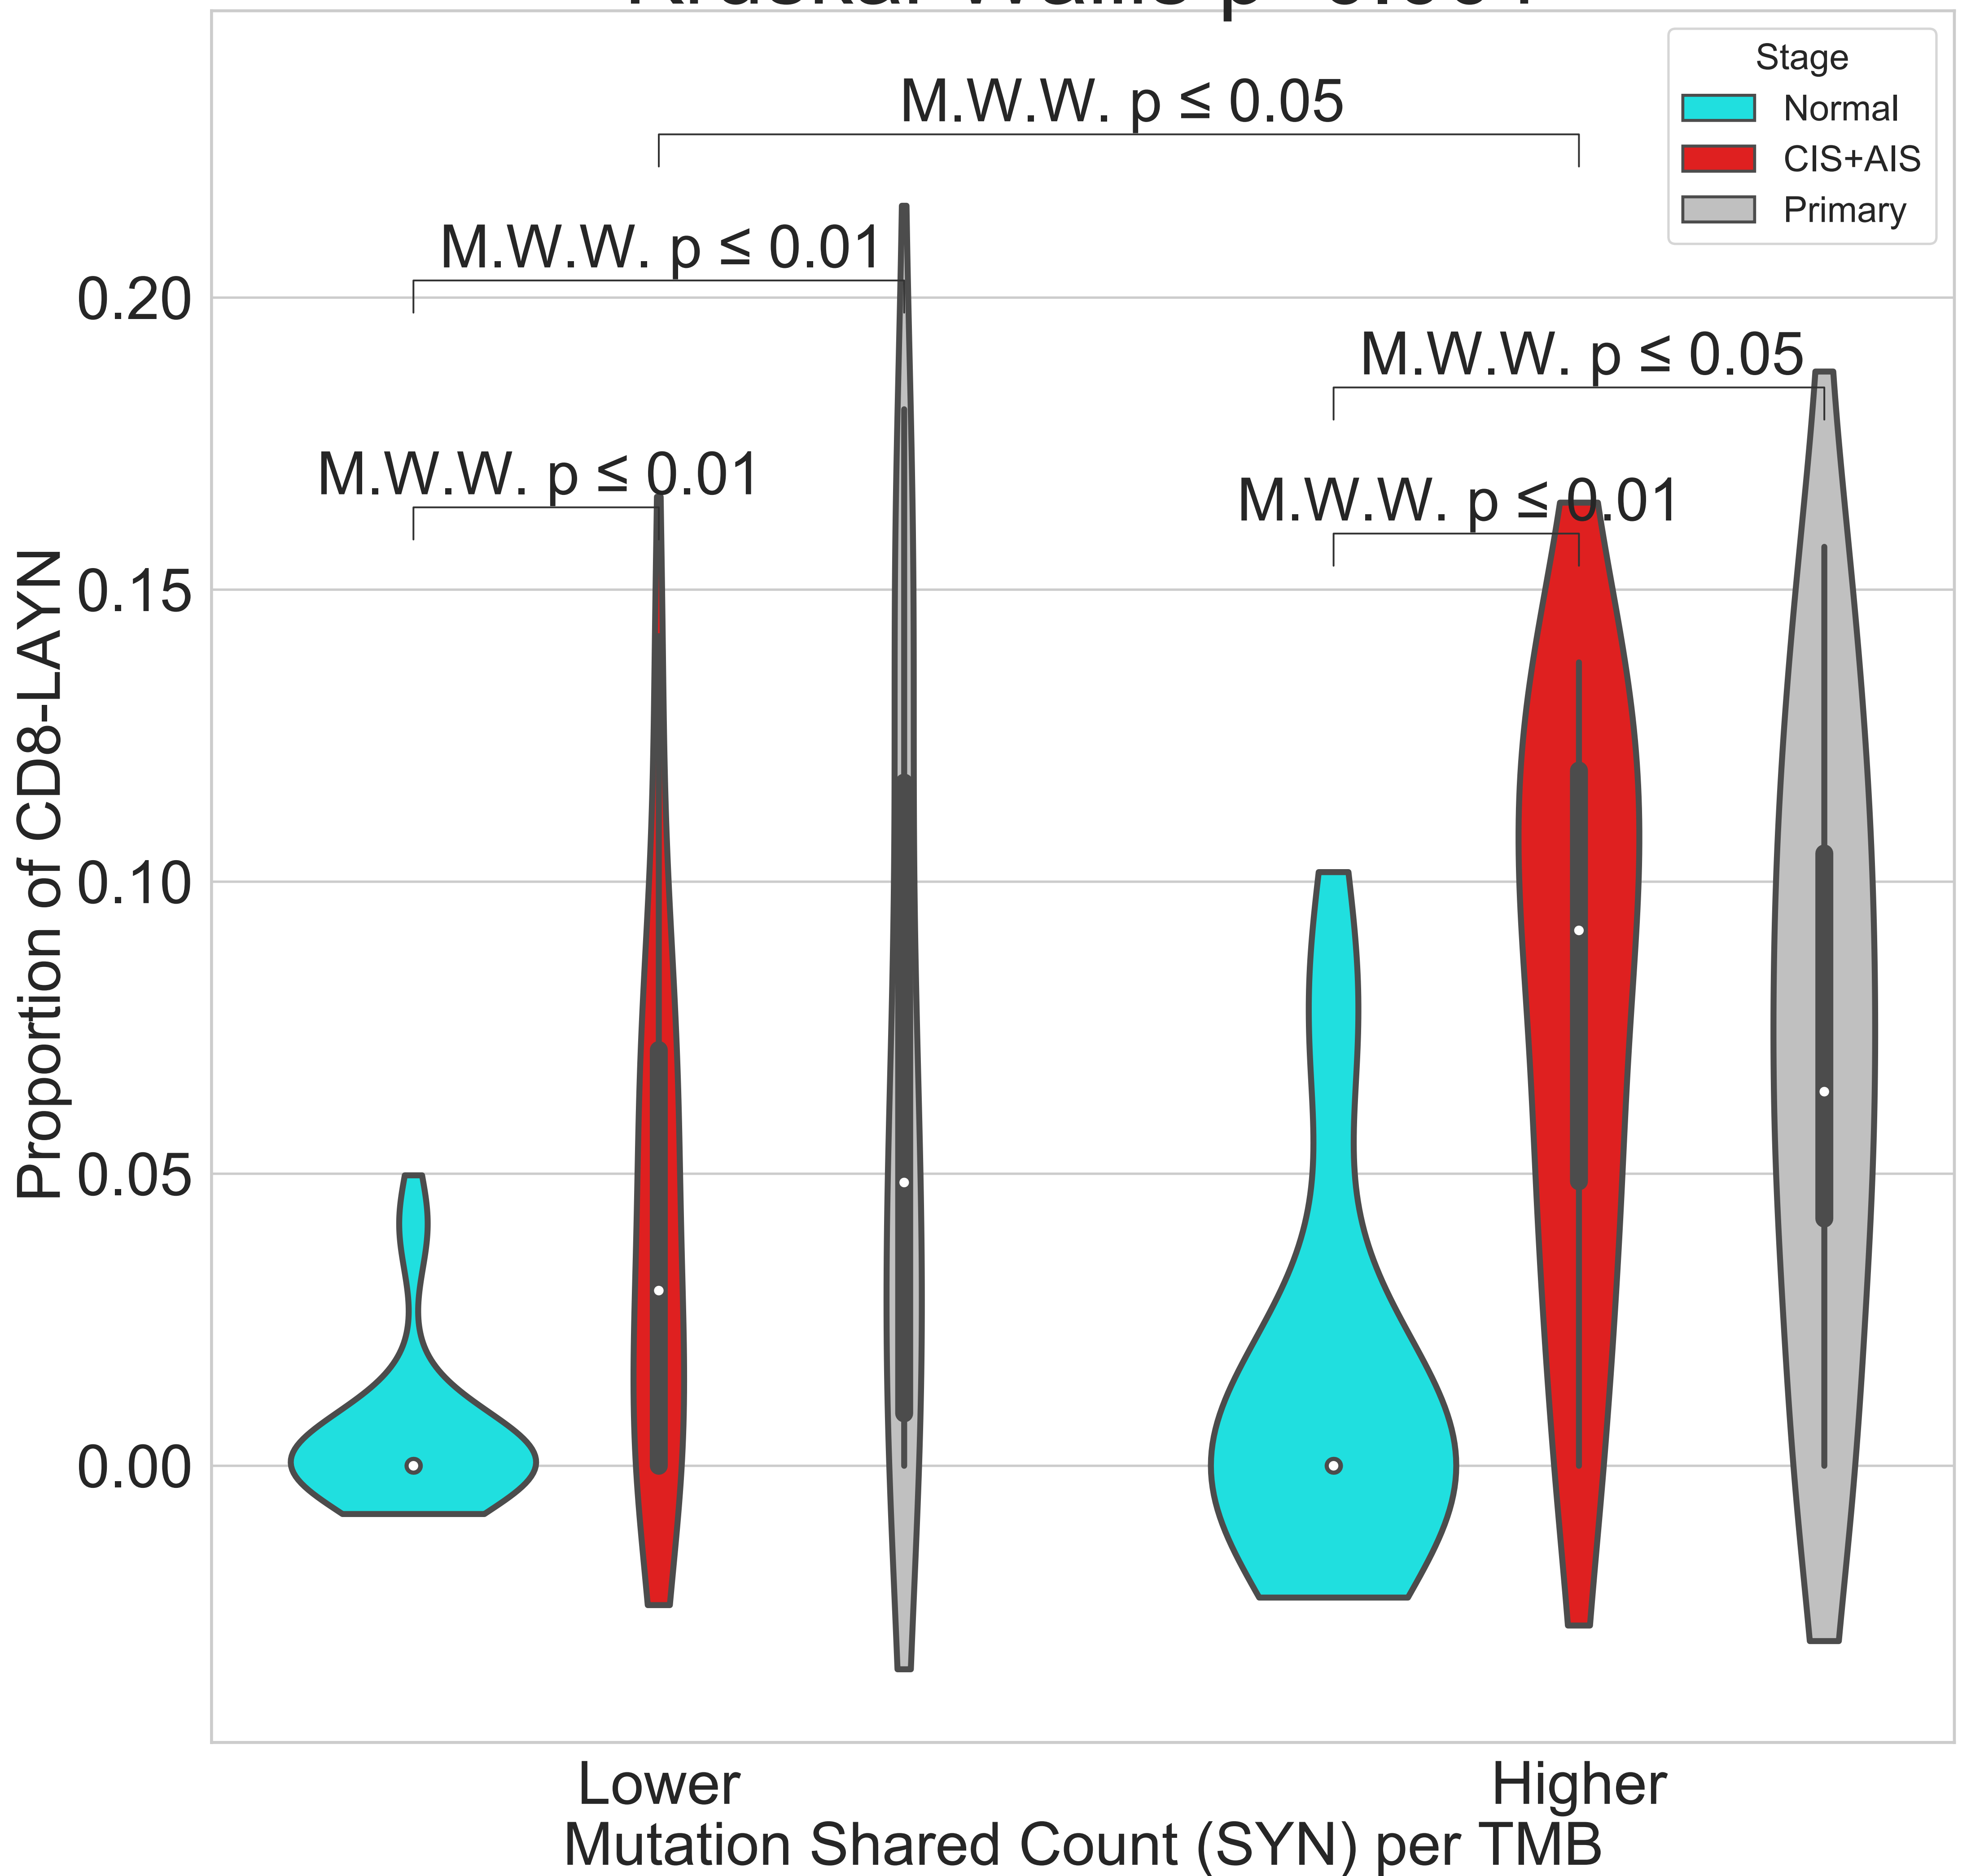 Stage
Normal
CIS+AIS
Primary
M.W.W. p ≤ 0.05
M.W.W. p ≤ 0.01
M.W.W. p ≤ 0.05
M.W.W. p ≤ 0.01
M.W.W. p ≤ 0.01
Proportion of CD8-LAYN
0.20
0.15
0.10
0.05
0.00
Lower
Higher
Mutation Shared Count (SYN) per TMB